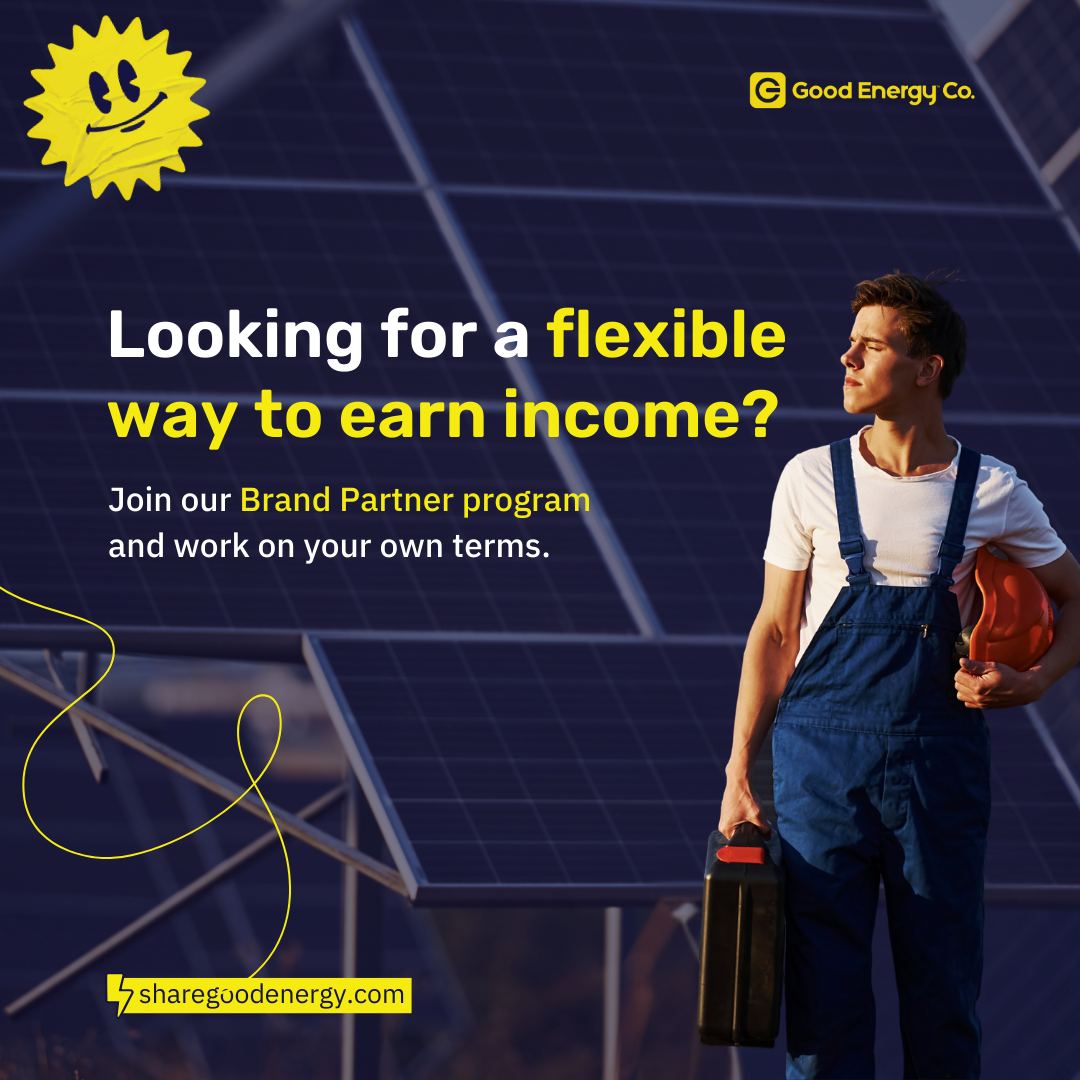 Good Energy Co.
Looking for a flexible
way to earn income?
Join our Brand Partner program
and work on your own terms.
sharegoodenergy.com